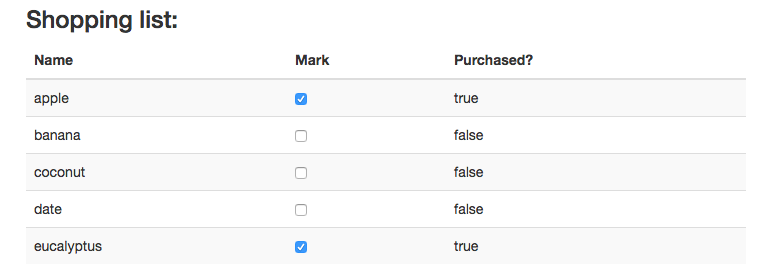 Shopping list:
Name Mark Purchased?
apple true
banana false
coconut false
date false
eucalyptus true